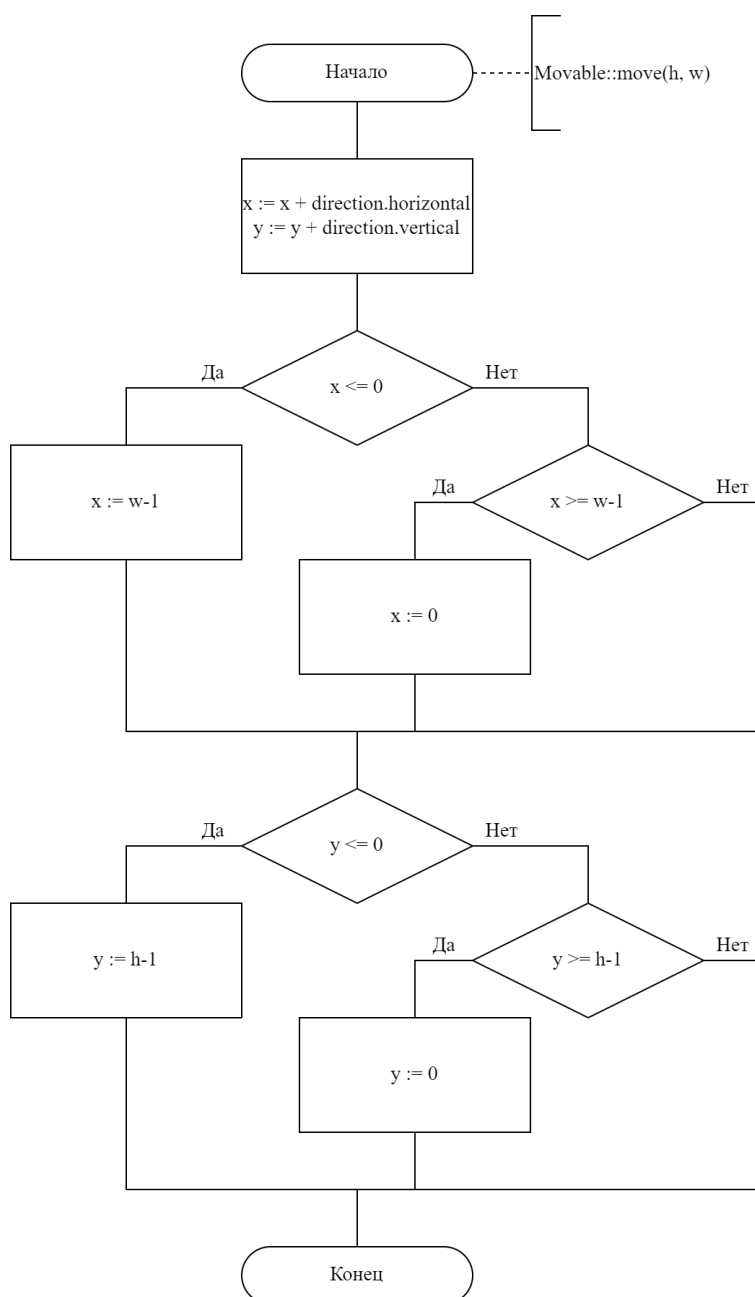 Начало
Movable::move(h, w)
x := x + direction.horizontal
y := y + direction.vertical
Да
x <= 0
Нет
x := w-1
Да
x >= w-1
Нет
x := 0
Да
y <= 0
Нет
y := h-1
Да
y >= h-1
Нет
y := 0
Конец